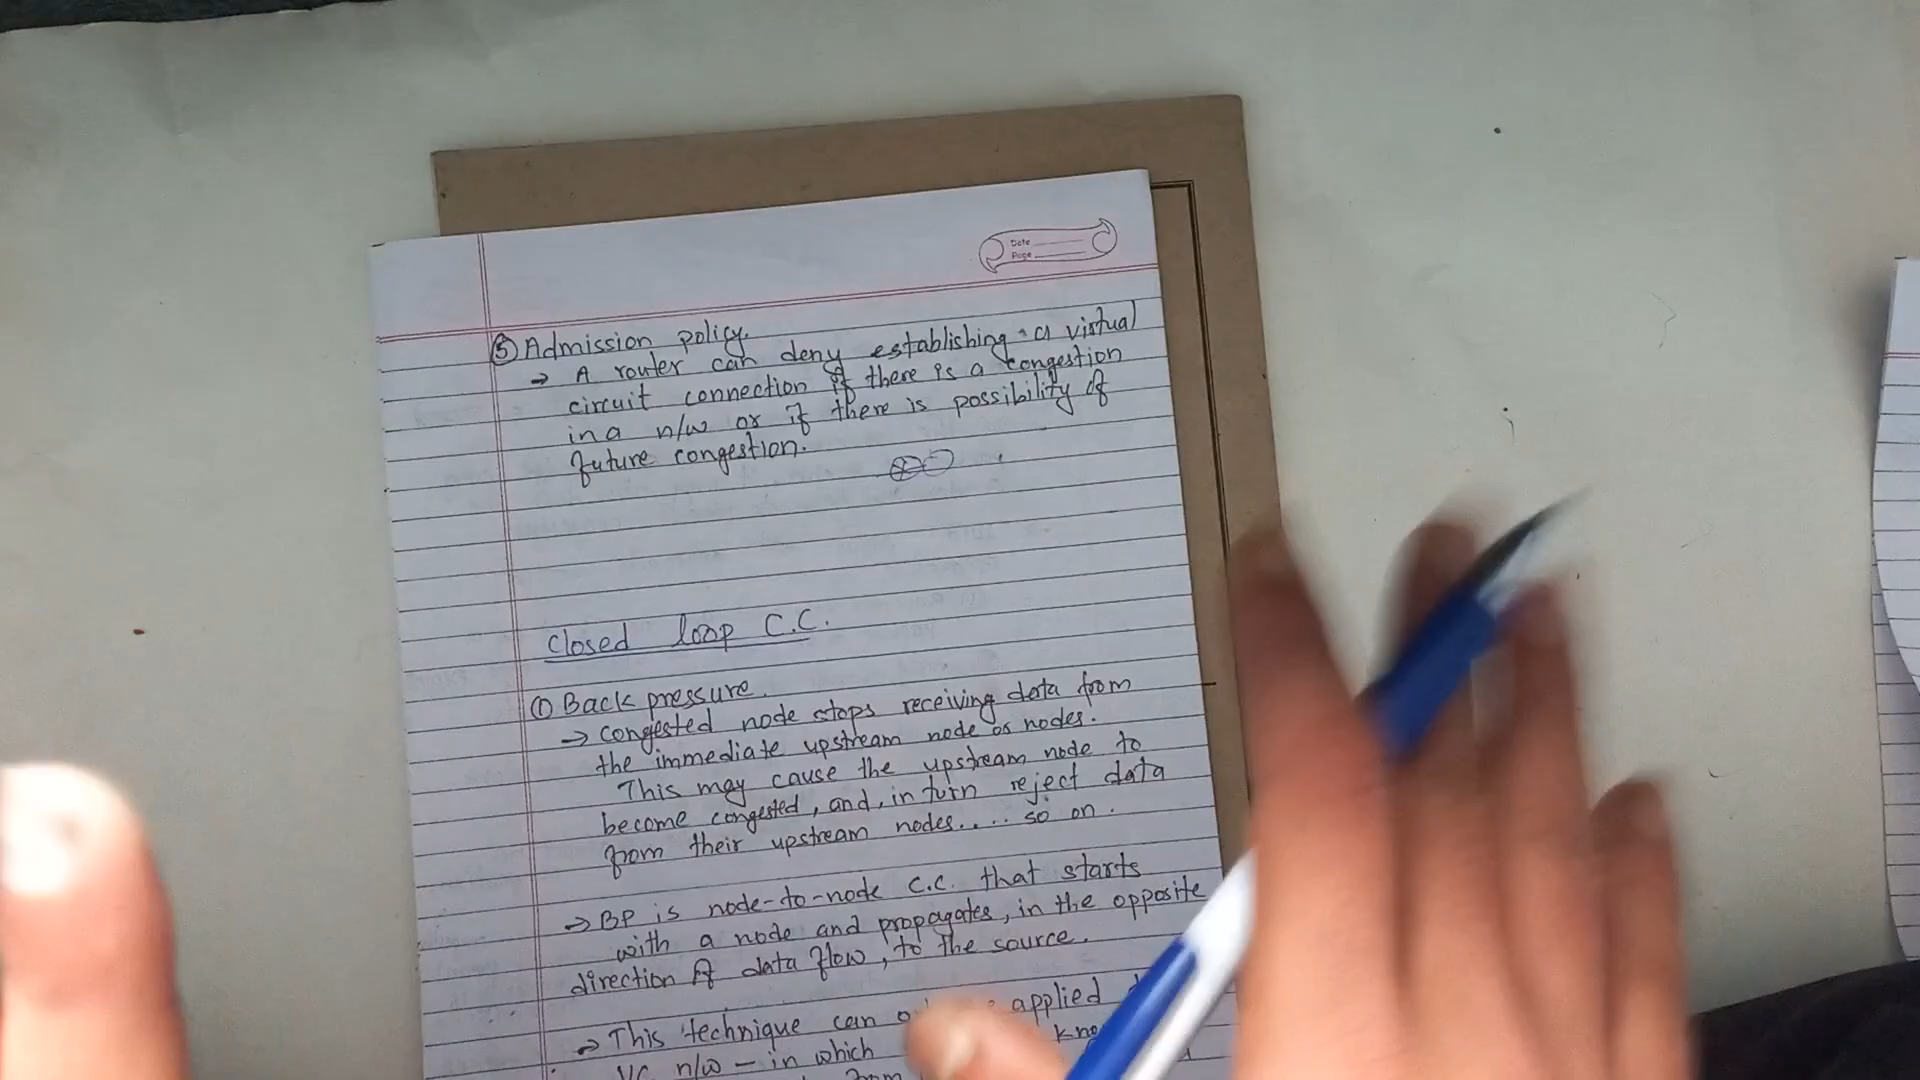 Date
Page
⑤ Admission policy.
→ A router can deny establishing a virtual
circuit connection if there is a congestion
in a n/w or if there is possibility of
future congestion.
Closed loop C.C.
① Back pressure.
→ congested node stops receiving data from
the immediate upstream node or nodes.
This may cause the upstream node to
become congested, and, in turn reject data
from their upstream nodes.... so on.
→ BP is node-to-node C.C. that starts
with a node and propagates, in the opposite
direction of data flow, to the source.
→ This technique can applied
VC n/w – in which
from